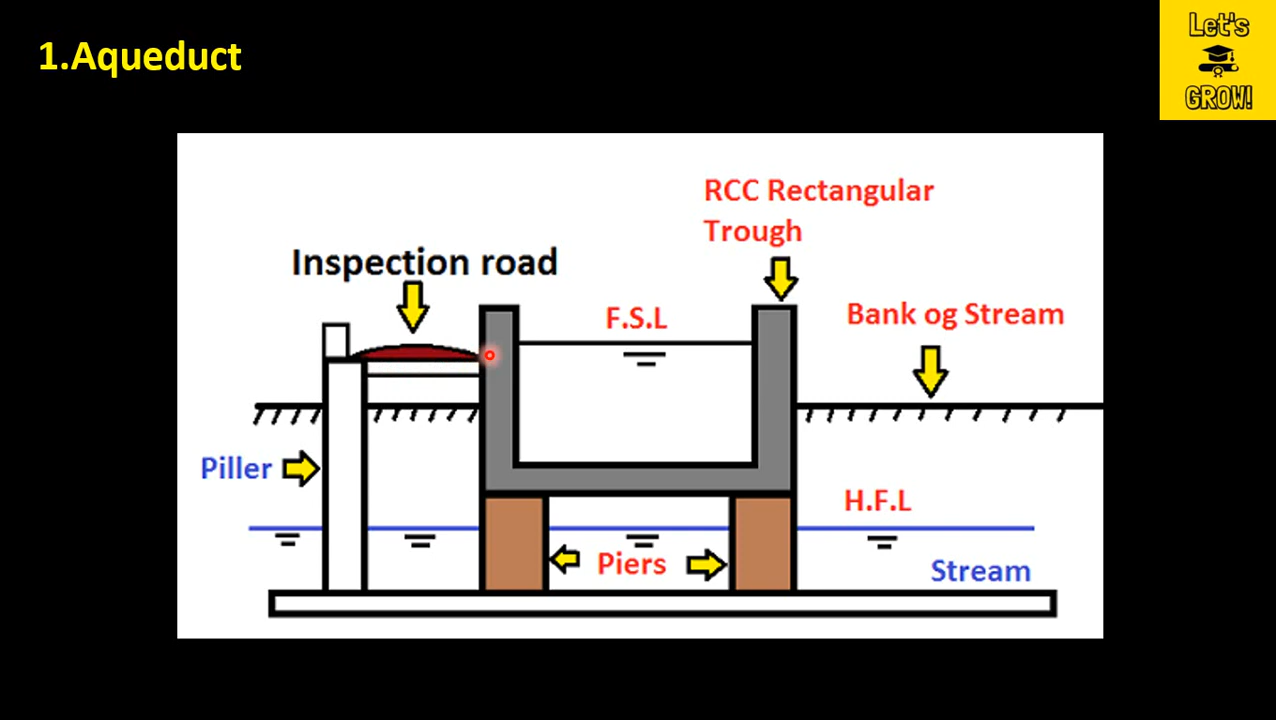 1.Aqueduct
Let's
GROW!
RCC Rectangular
Trough
Inspection road
F.S.L
Bank og Stream
Piller
H.F.L
Piers
Stream